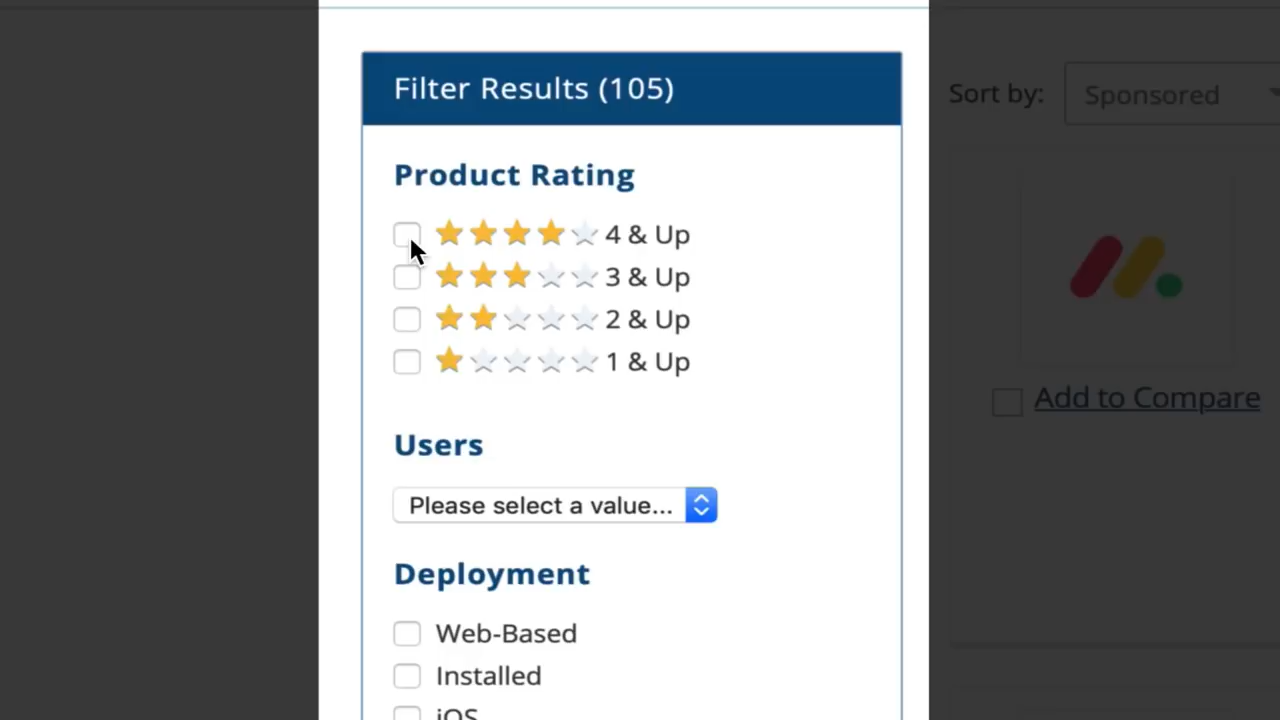 Filter Results (105)
Sort by: Sponsored
Product Rating
4 & Up
3 & Up
2 & Up
1 & Up
Add to Compare
Users
Please select a value...
Deployment
Web-Based
Installed
iOS